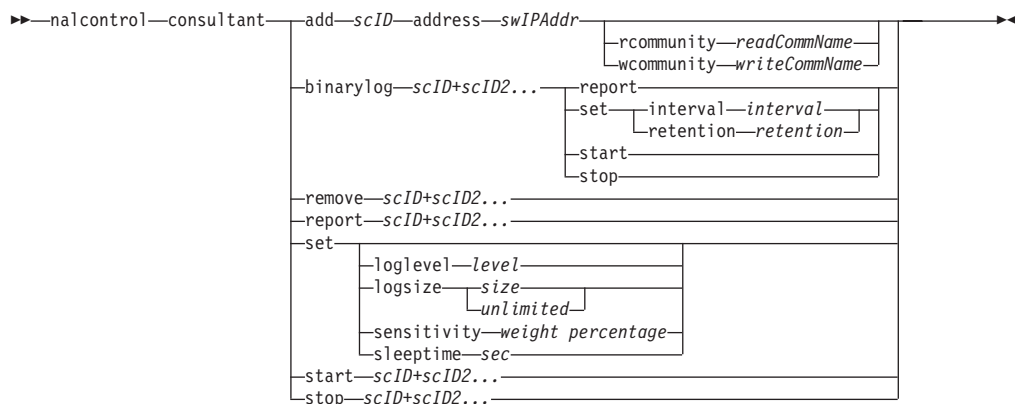 nalcontrol consultant add scID address swIPAddr
rcommunity readCommName
wcommunity writeCommName
binarylog scID+scID2... report
set interval interval
retention retention
start
stop
remove scID+scID2...
report scID+scID2...
set
loglevel level
logsize size
unlimited
sensitivity weight percentage
sleeptime sec
start scID+scID2...
stop scID+scID2...